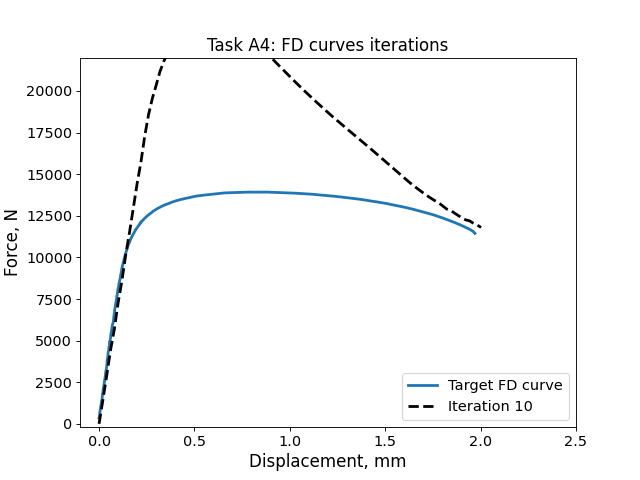 Task A4: FD curves iterations
Force, N
20000
17500
15000
12500
10000
7500
5000
2500
0
0.0 0.5 1.0 1.5 2.0 2.5
Displacement, mm
Target FD curve
Iteration 10